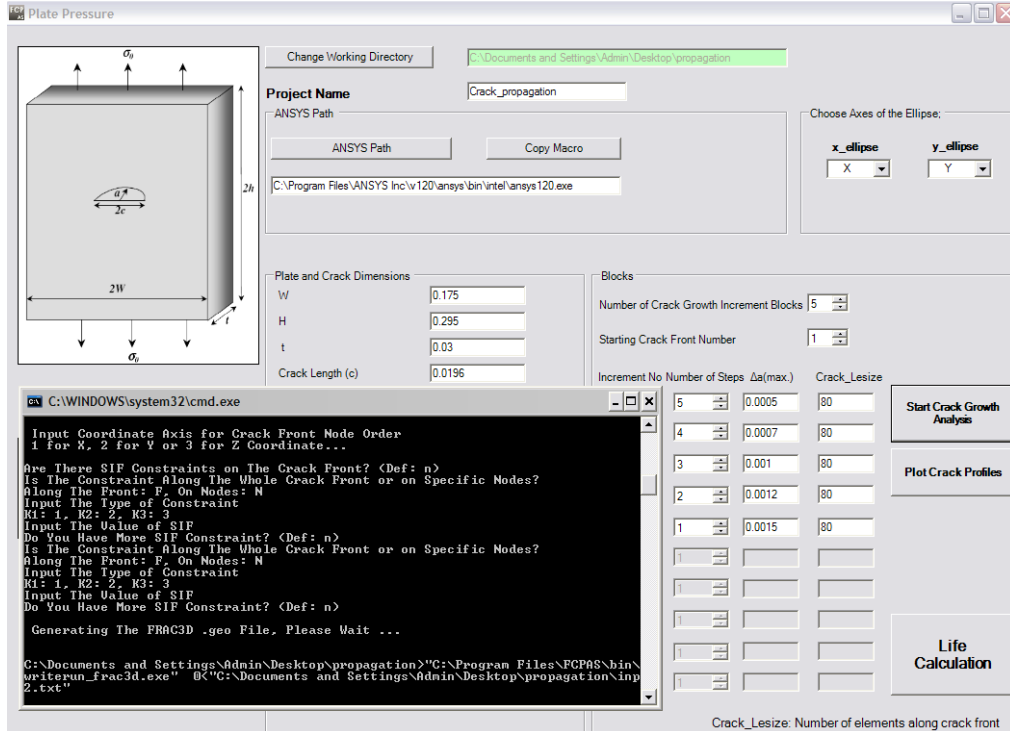 FCP AS Plate Pressure
σ₀
a
2c
2h
2W
t
σ₀
Change Working Directory
C:\Documents and Settings\Admin\Desktop\propagation
Project Name
Crack_propagation
ANSYS Path
ANSYS Path
Copy Macro
C:\Program Files\ANSYS Inc\v120\ansys\bin\intel\ansys120.exe
Choose Axes of the Ellipse;
x_ellipse y_ellipse
X Y
Plate and Crack Dimensions
W 0.175
H 0.295
t 0.03
Crack Length (c) 0.0196
Blocks
Number of Crack Growth Increment Blocks 5
Starting Crack Front Number 1
Increment No Number of Steps Δa(max.) Crack_Lesize
5 0.0005 80
4 0.0007 80
3 0.001 80
2 0.0012 80
1 0.0015 80
1
1
1
1
1
Start Crack Growth
Analysis
Plot Crack Profiles
Life
Calculation
Crack_Lesize: Number of elements along crack front
C:\WINDOWS\system32\cmd.exe
Input Coordinate Axis for Crack Front Node Order
1 for X, 2 for Y or 3 for Z Coordinate...
Are There SIF Constraints on The Crack Front? (Def: n)
Is The Constraint Along The Whole Crack Front or on Specific Nodes?
Along The Front: F, On Nodes: N
Input The Type of Constraint
K1: 1, K2: 2, K3: 3
Input The Value of SIF
Do You Have More SIF Constraint? (Def: n)
Is The Constraint Along The Whole Crack Front or on Specific Nodes?
Along The Front: F, On Nodes: N
Input The Type of Constraint
K1: 1, K2: 2, K3: 3
Input The Value of SIF
Do You Have More SIF Constraint? (Def: n)
Generating The FRAC3D .geo File, Please Wait ...
C:\Documents and Settings\Admin\Desktop\propagation>"C:\Program Files\FCPAS\bin\
writerun_frac3d.exe" 0<"C:\Documents and Settings\Admin\Desktop\propagation\inp
2.txt"